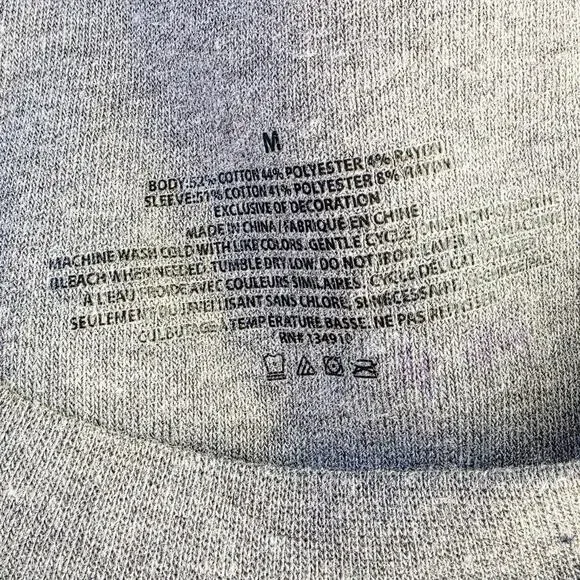 M
BODY:52% COTTON 44% POLYESTER 4% RAYON
SLEEVE:51% COTTON 41% POLYESTER 8% RAYON
EXCLUSIVE OF DECORATION
MADE IN CHINA / FABRIQUÉ EN CHINE
MACHINE WASH COLD WITH LIKE COLORS, GENTLE CYCLE,
BLEACH WHEN NEEDED. TUMBLE DRY LOW. DO NOT IRON. LAVER
À L'EAU FROIDE AVEC COULEURS SIMILAIRES, CYCLE DÉLICAT,
SEULEMENT SANS CHLORE, SI NÉCESSAIRE.
CULBUTAGE À TEMPÉRATURE BASSE. NE PAS
RN# 134910